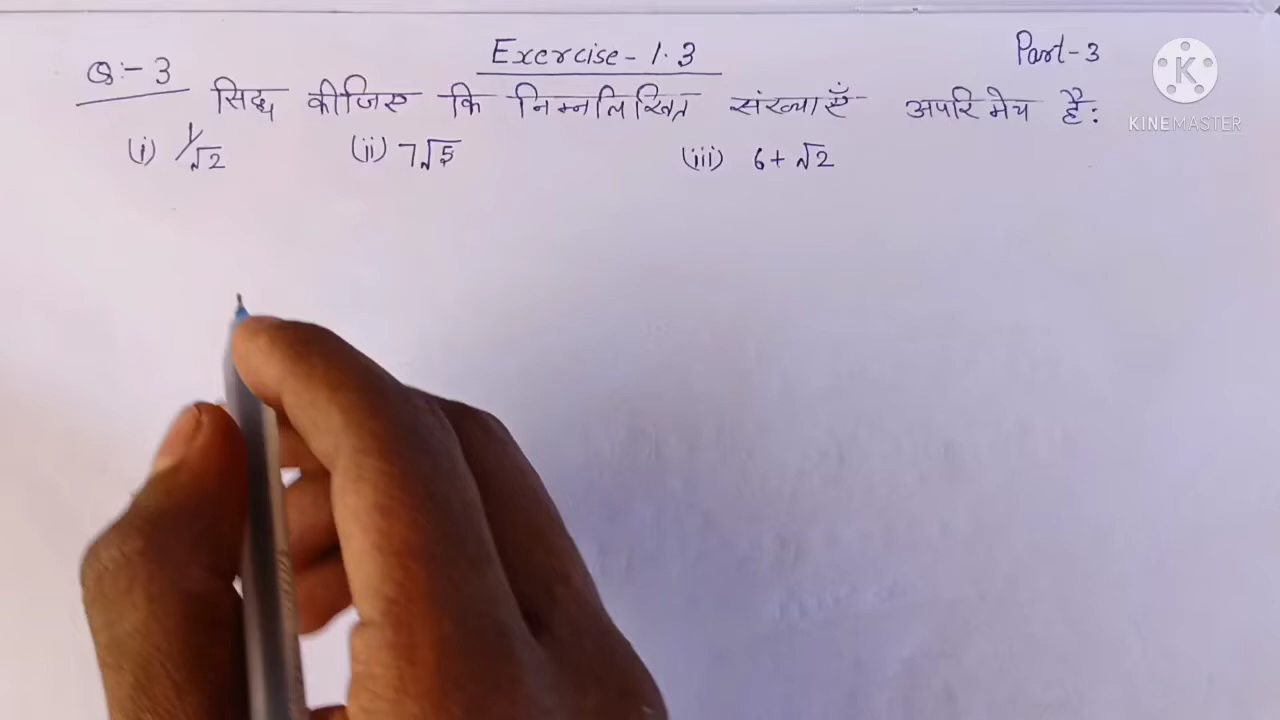 Exercise - 1.3
Part-3
Q:- 3 सिद्ध कीजिए कि निम्नलिखित संख्याएँ अपरिमेय है:
(i) 1/√2 (ii) 7√5 (iii) 6+√2
K
KINEMASTER